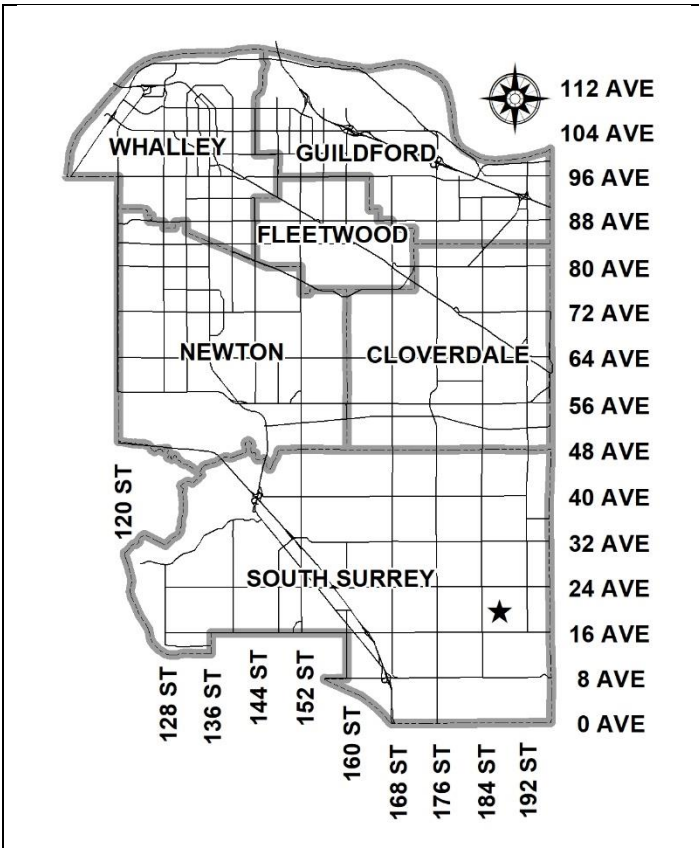 112 AVE
104 AVE
WHALLEY
GUILDFORD
96 AVE
88 AVE
FLEETWOOD
80 AVE
72 AVE
NEWTON
CLOVERDALE
64 AVE
56 AVE
48 AVE
120 ST
40 AVE
32 AVE
SOUTH SURREY
24 AVE
16 AVE
8 AVE
128 ST
136 ST
144 ST
152 ST
160 ST
0 AVE
168 ST
176 ST
184 ST
192 ST